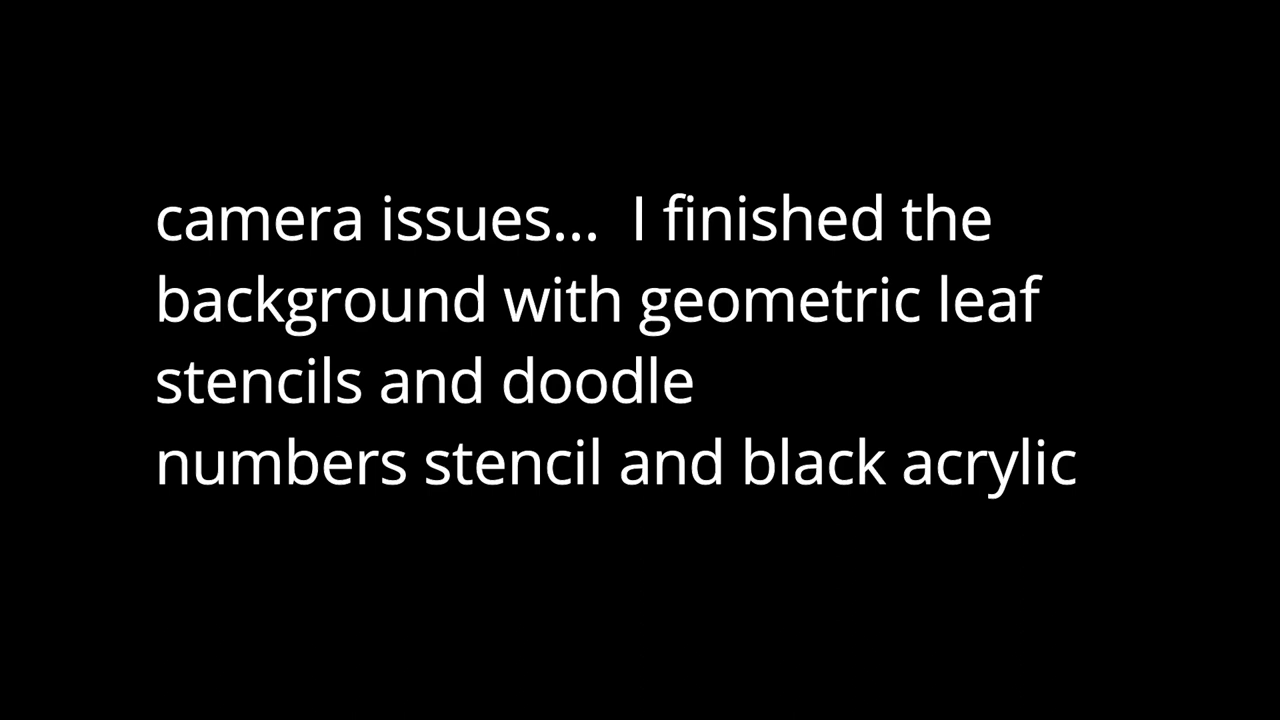 camera issues...  I finished the
background with geometric leaf
stencils and doodle
numbers stencil and black acrylic